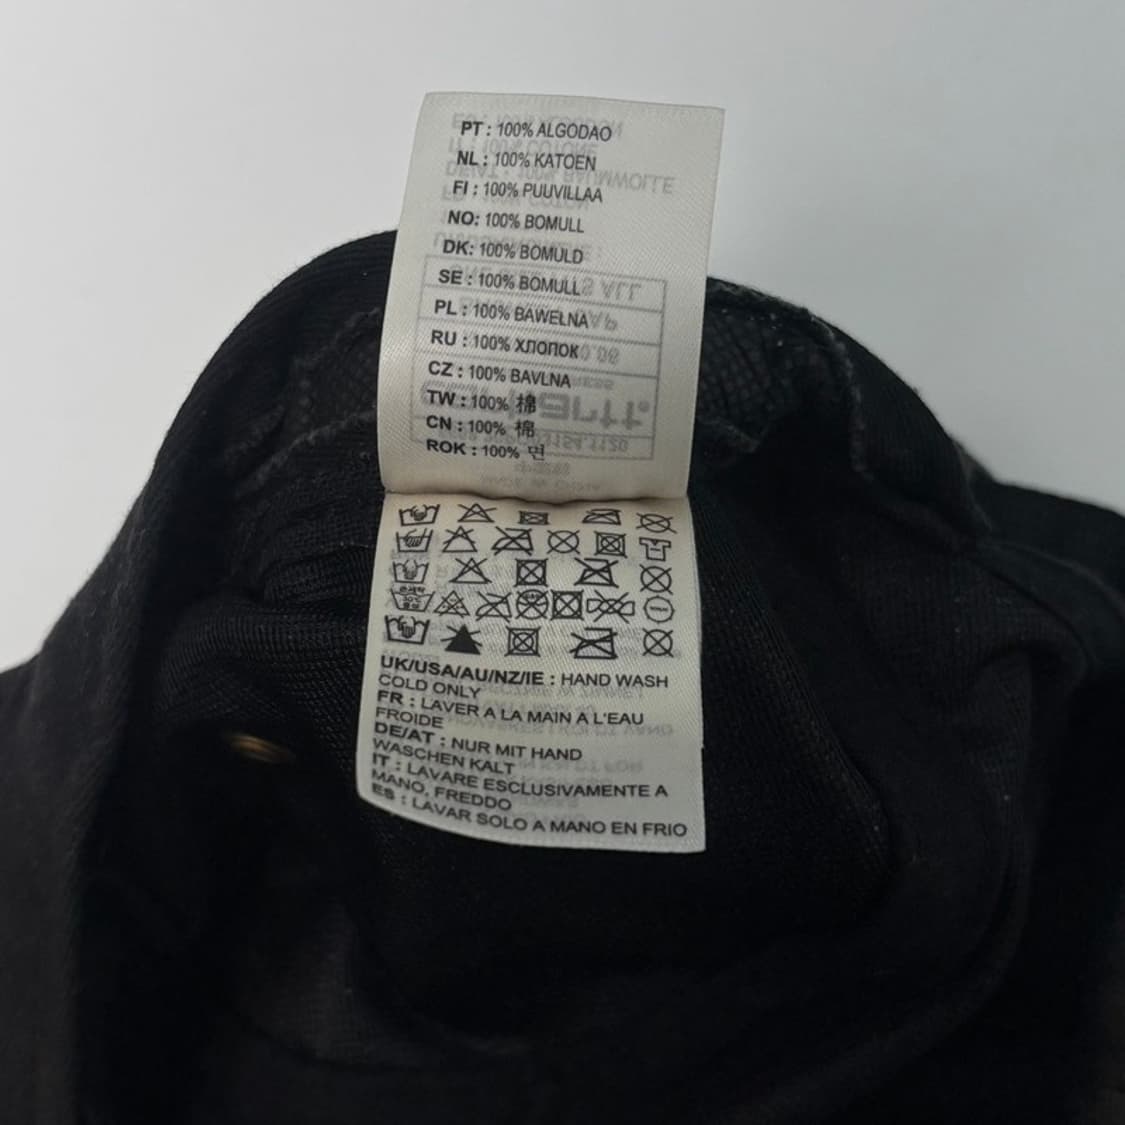 PT : 100% ALGODAO
NL : 100% KATOEN
FI : 100% PUUVILLAA
NO: 100% BOMULL
DK: 100% BOMULD
SE : 100% BOMULL
PL : 100% BAWEŁNA
RU : 100% ХЛОПОК
CZ : 100% BAVLNA
TW : 100% 棉
CN : 100% 棉
ROK : 100% 면
UK/USA/AU/NZ/IE : HAND WASH
COLD ONLY
FR : LAVER A LA MAIN A L'EAU
FROIDE
DE/AT : NUR MIT HAND
WASCHEN KALT
IT : LAVARE ESCLUSIVAMENTE A
MANO, FREDDO
ES : LAVAR SOLO A MANO EN FRIO